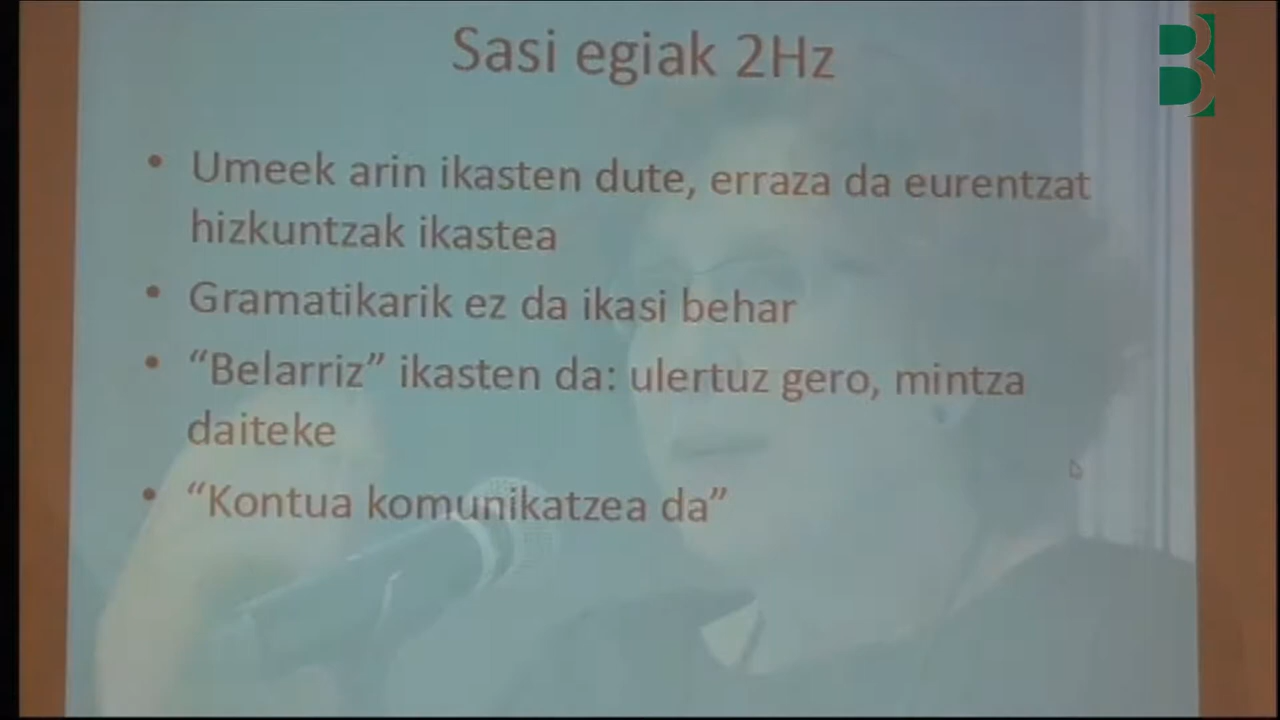 Sasi egiak 2Hz
• Umeek arin ikasten dute, erraza da eurentzat
hizkuntzak ikastea
• Gramatikarik ez da ikasi behar
• “Belarriz” ikasten da: ulertuz gero, mintza
daiteke
• “Kontua komunikatzea da”
B